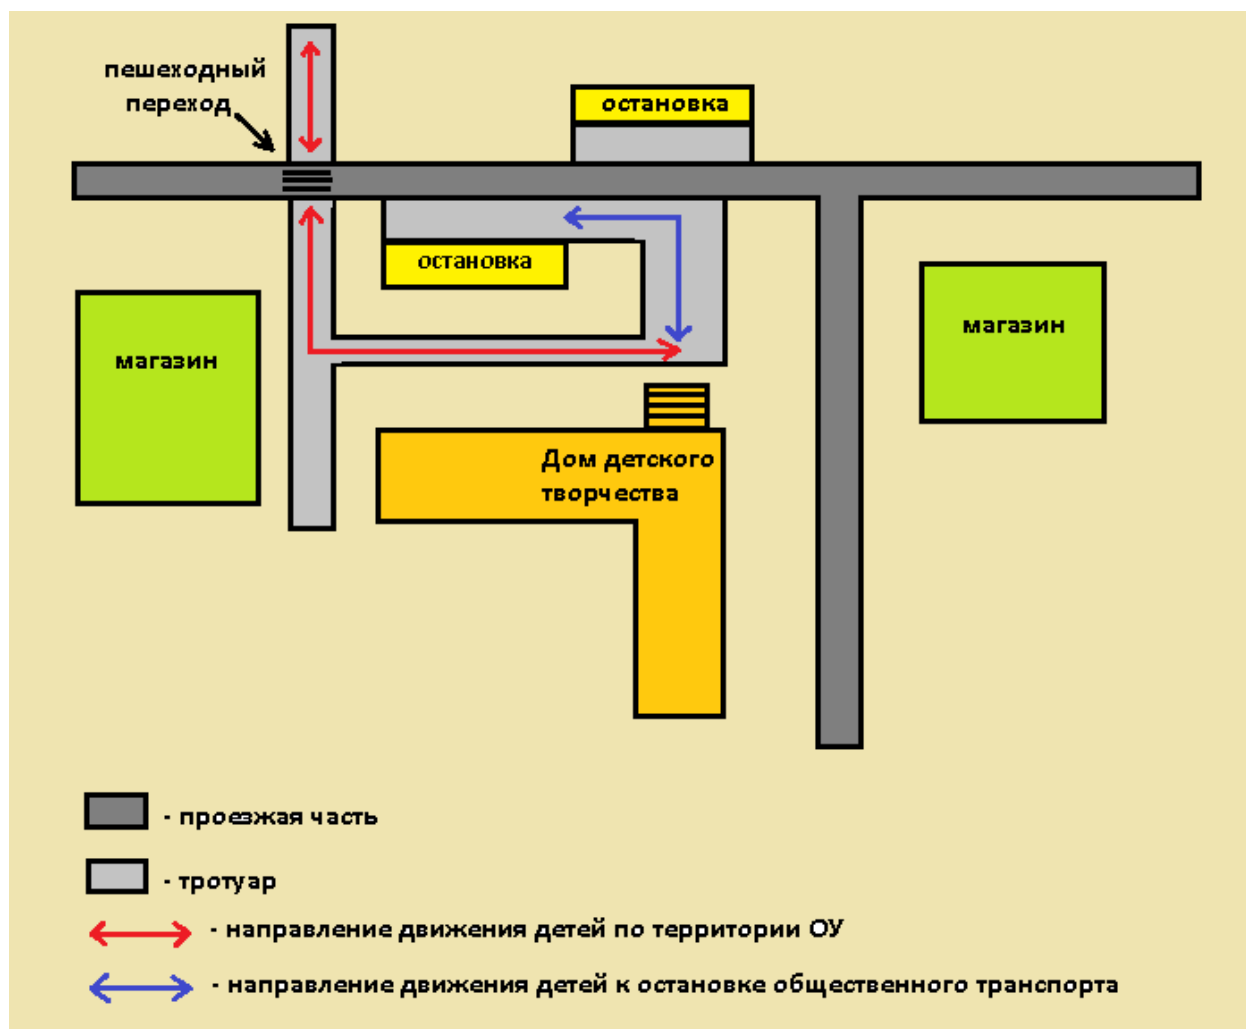 пешеходный
переход
остановка
остановка
магазин
магазин
Дом детского
творчества
- проезжая часть
- тротуар
- направление движения детей по территории ОУ
- направление движения детей к остановке общественного транспорта